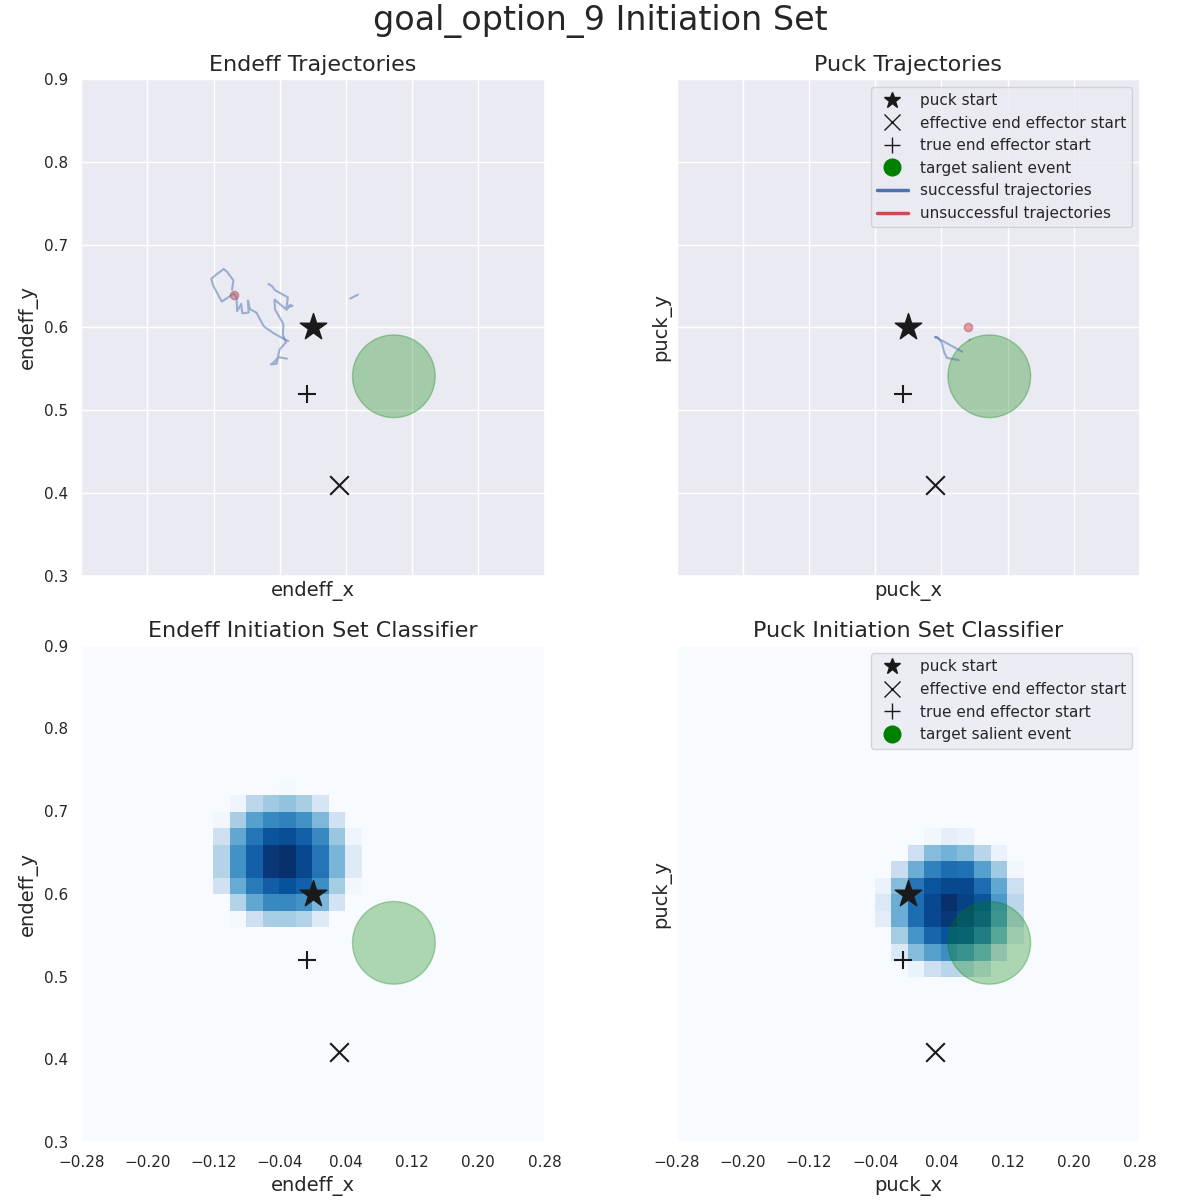 goal_option_9 Initiation Set
Endeff Trajectories
Puck Trajectories
0.9
0.8
0.7
0.6
0.5
0.4
0.3
endeff_y
endeff_x
puck start
effective end effector start
true end effector start
target salient event
successful trajectories
unsuccessful trajectories
puck_y
puck_x
Endeff Initiation Set Classifier
Puck Initiation Set Classifier
0.9
0.8
0.7
0.6
0.5
0.4
0.3
endeff_y
−0.28 −0.20 −0.12 −0.04 0.04 0.12 0.20 0.28
endeff_x
puck start
effective end effector start
true end effector start
target salient event
puck_y
−0.28 −0.20 −0.12 −0.04 0.04 0.12 0.20 0.28
puck_x